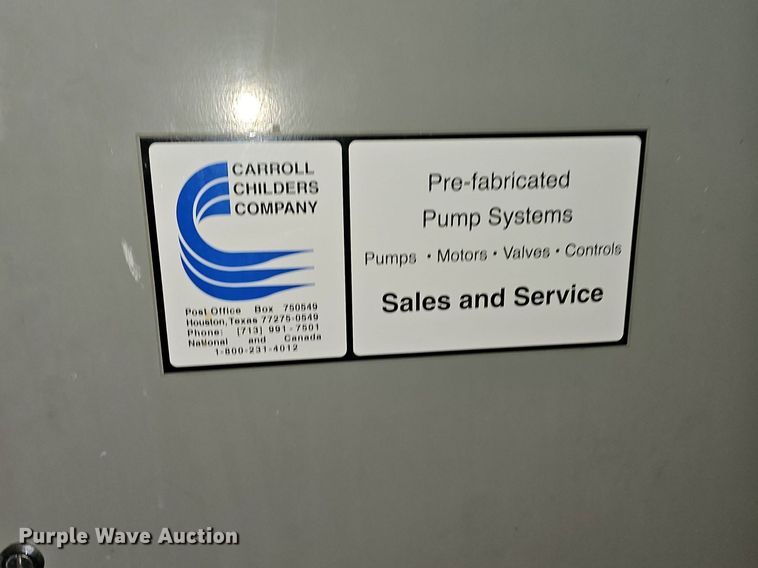 CARROLL
CHILDERS
COMPANY
Post Office Box 750549
Houston, Texas 77275-0549
Phone: [713] 991-7501
National and Canada
1-800-231-4012
Pre-fabricated
Pump Systems
Pumps • Motors • Valves • Controls
Sales and Service
Purple Wave Auction